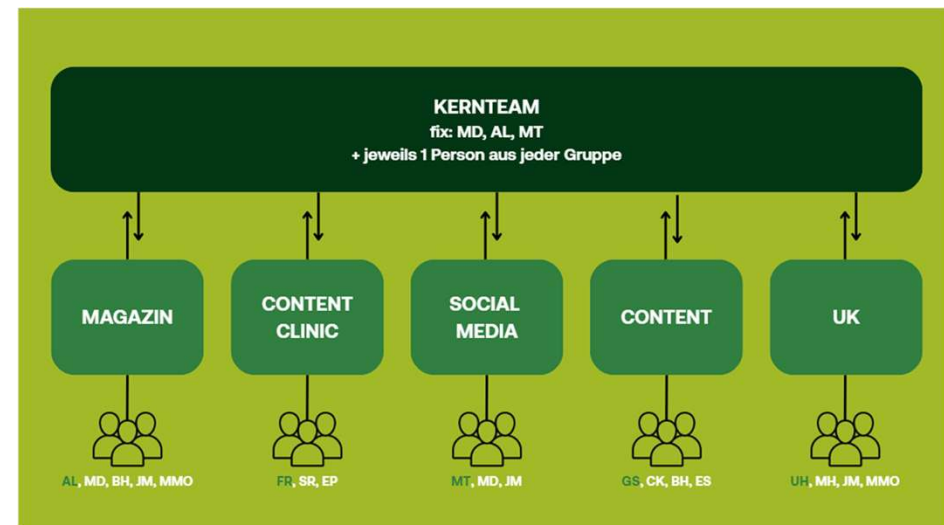 KERNTEAM
fix: MD, AL, MT
+ jeweils 1 Person aus jeder Gruppe
MAGAZIN
CONTENT
CLINIC
SOCIAL
MEDIA
CONTENT
UK
AL, MD, BH, JM, MMO
FR, SR, EP
MT, MD, JM
GS, CK, BH, ES
UH, MH, JM, MMO